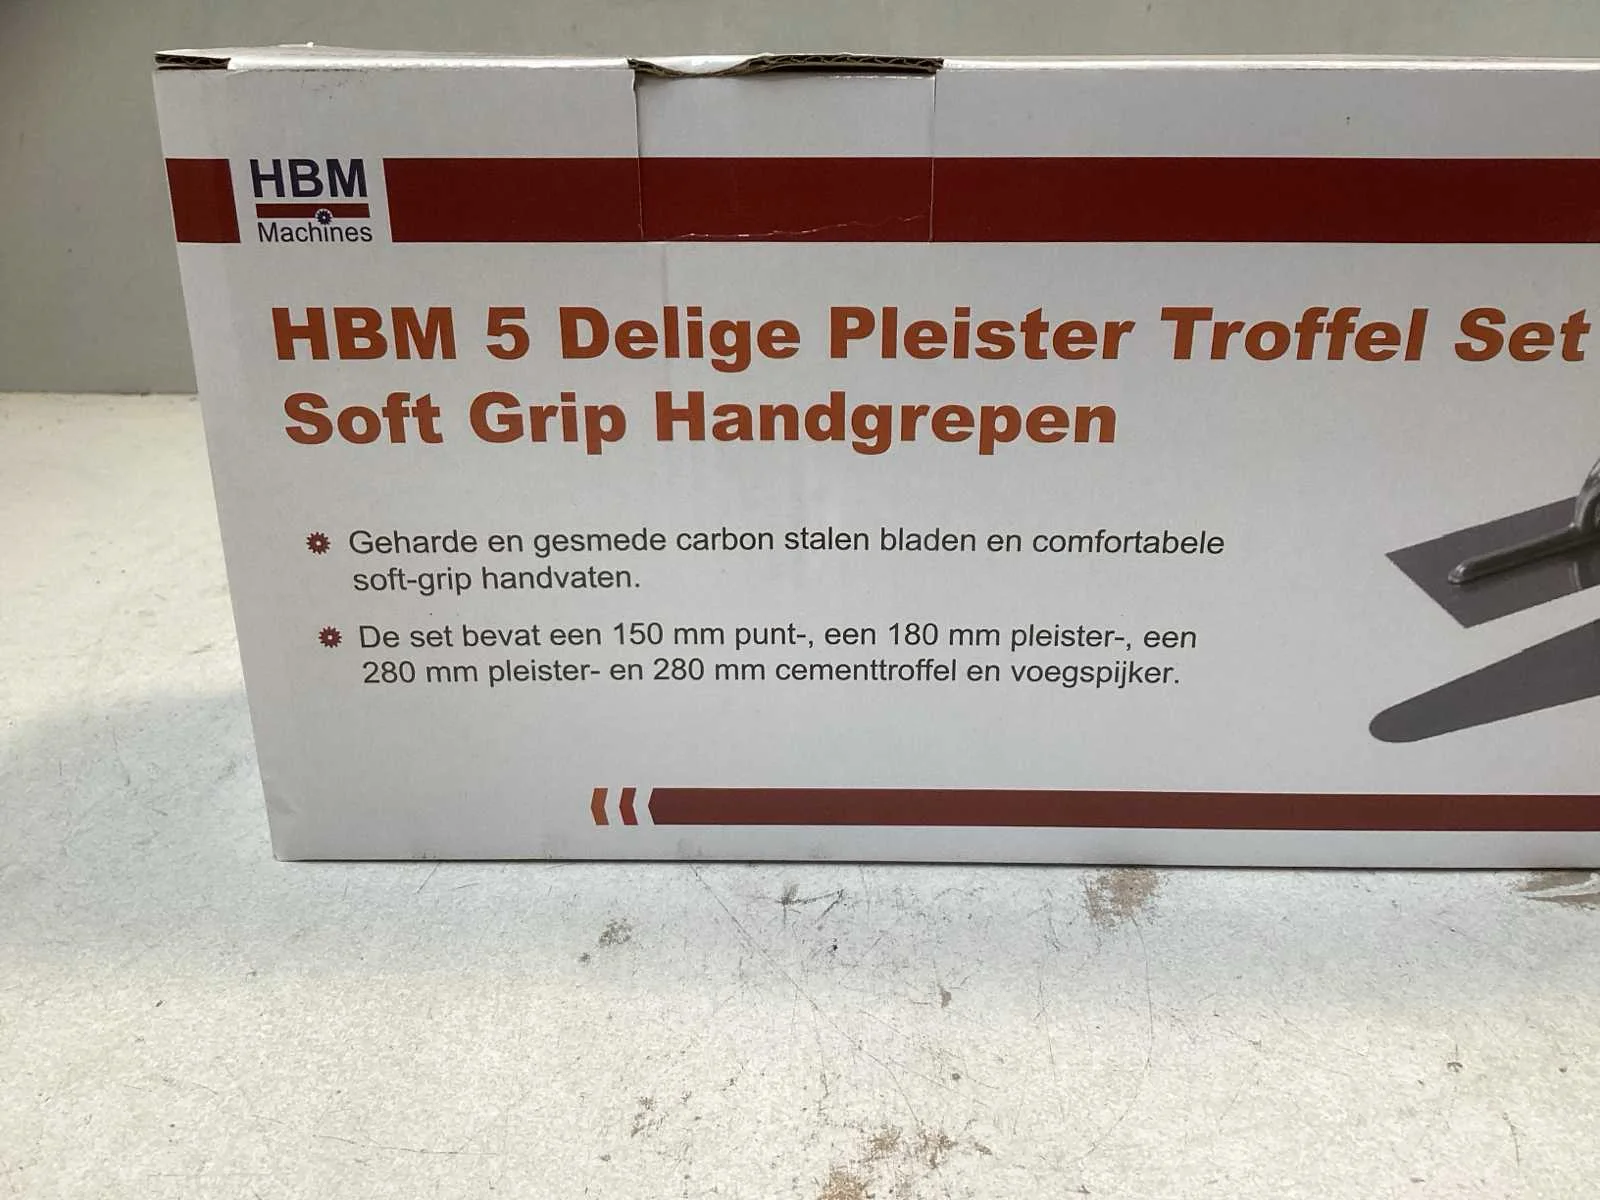 HBM
Machines
HBM 5 Delige Pleister Troffel Set
Soft Grip Handgrepen
Geharde en gesmede carbon stalen bladen en comfortabele
soft-grip handvaten.
De set bevat een 150 mm punt-, een 180 mm pleister-, een
280 mm pleister- en 280 mm cementtroffel en voegspijker.